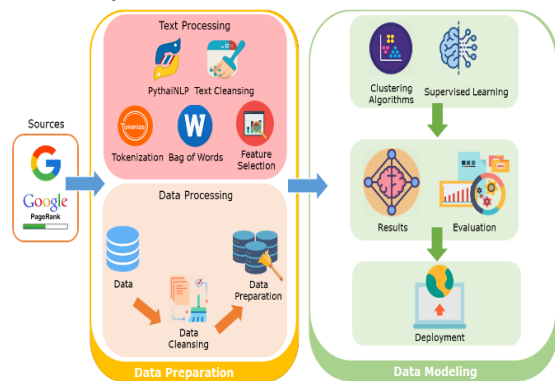 Sources
Google
PageRank
Text Processing
PythaiNLP
Text Cleansing
Tokenize
Tokenization
W
Bag of Words
Feature
Selection
Data Processing
Data
Data
Cleansing
Data
Preparation
Data Preparation
Clustering
Algorithms
Supervised Learning
Results
Evaluation
Deployment
Data Modeling